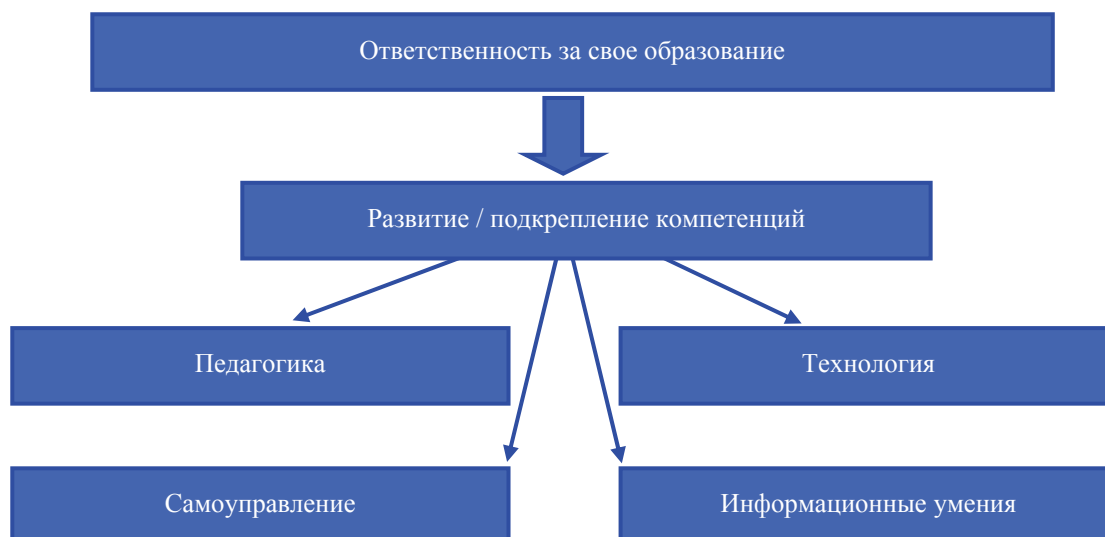 Ответственность за свое образование
Развитие / подкрепление компетенций
Педагогика
Технология
Самоуправление
Информационные умения